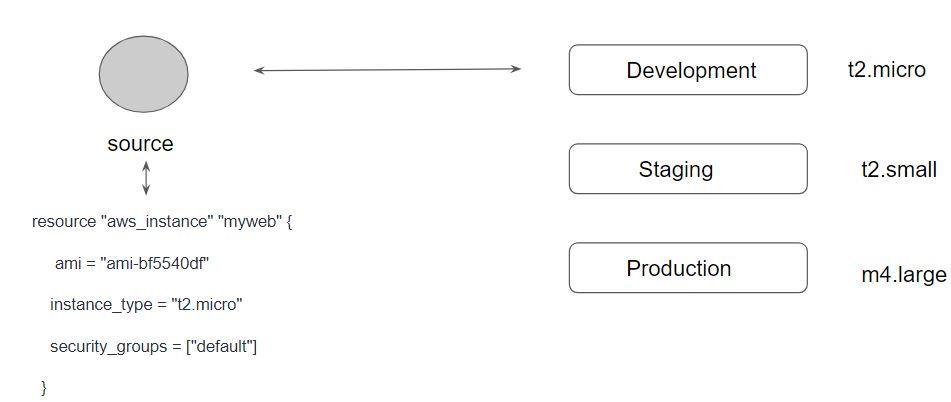 Development
t2.micro
source
Staging
t2.small
resource "aws_instance" "myweb" {
ami = "ami-bf5540df"
Production
m4.large
instance_type = "t2.micro"
security_groups = ["default"]
}